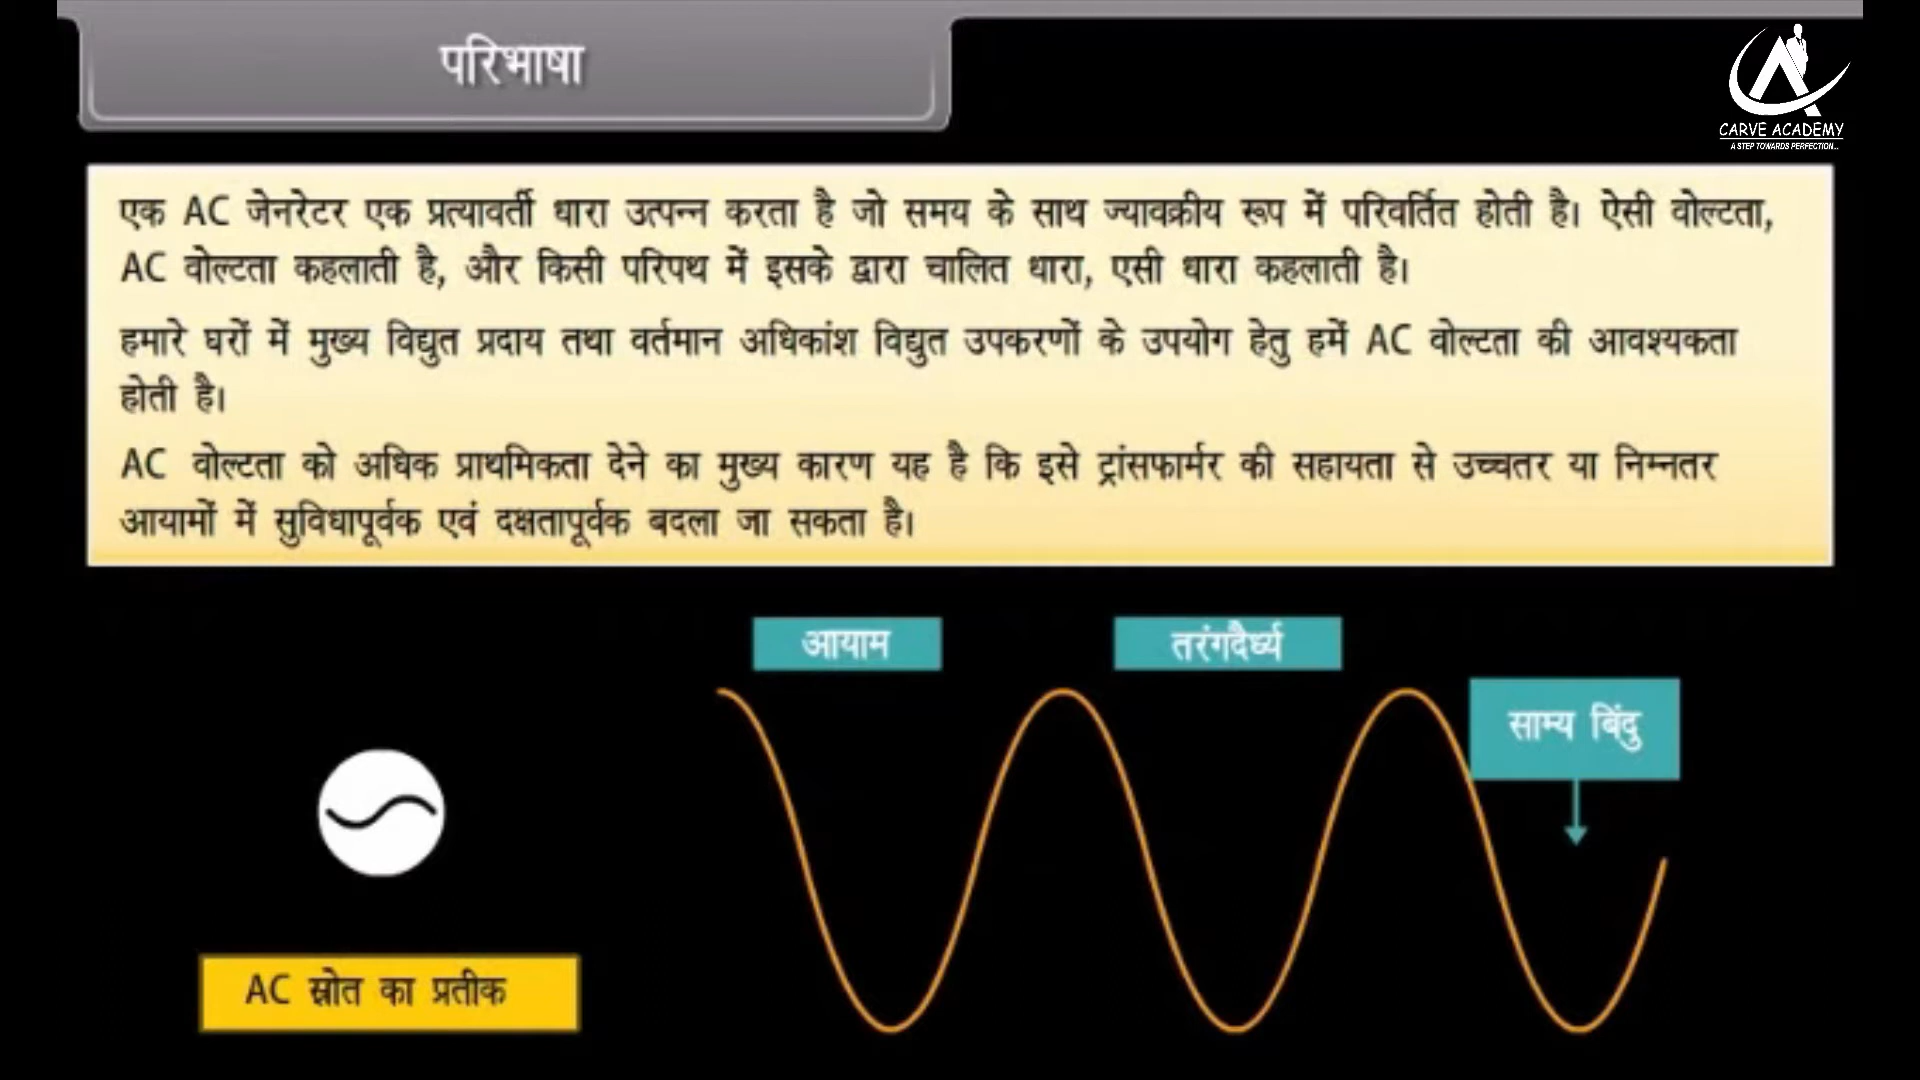 परिभाषा
CARVE ACADEMY
A STEP TOWARDS PERFECTION...
एक AC जेनरेटर एक प्रत्यावर्ती धारा उत्पन्न करता है जो समय के साथ ज्यावक्रीय रूप में परिवर्तित होती है। ऐसी वोल्टता,
AC वोल्टता कहलाती है, और किसी परिपथ में इसके द्वारा चालित धारा, एसी धारा कहलाती है।
हमारे घरों में मुख्य विद्युत प्रदाय तथा वर्तमान अधिकांश विद्युत उपकरणों के उपयोग हेतु हमें AC वोल्टता की आवश्यकता
होती है।
AC वोल्टता को अधिक प्राथमिकता देने का मुख्य कारण यह है कि इसे ट्रांसफार्मर की सहायता से उच्चतर या निम्नतर
आयामों में सुविधापूर्वक एवं दक्षतापूर्वक बदला जा सकता है।
आयाम
तरंगदैर्ध्य
साम्य बिंदु
AC स्रोत का प्रतीक